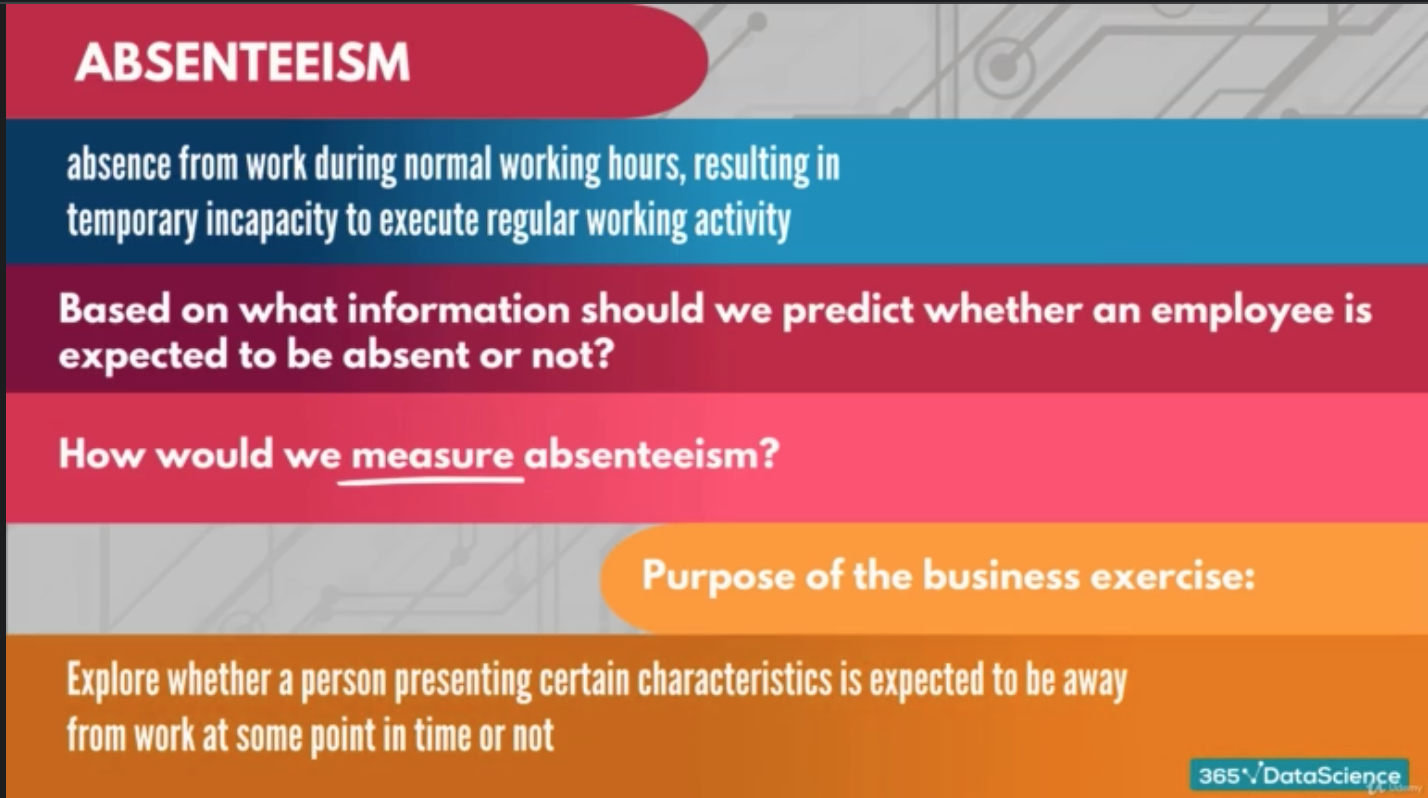 ABSENTEEISM
absence from work during normal working hours, resulting in
temporary incapacity to execute regular working activity
Based on what information should we predict whether an employee is
expected to be absent or not?
How would we measure absenteeism?
Purpose of the business exercise:
Explore whether a person presenting certain characteristics is expected to be away
from work at some point in time or not
365√DataScience
Udemy